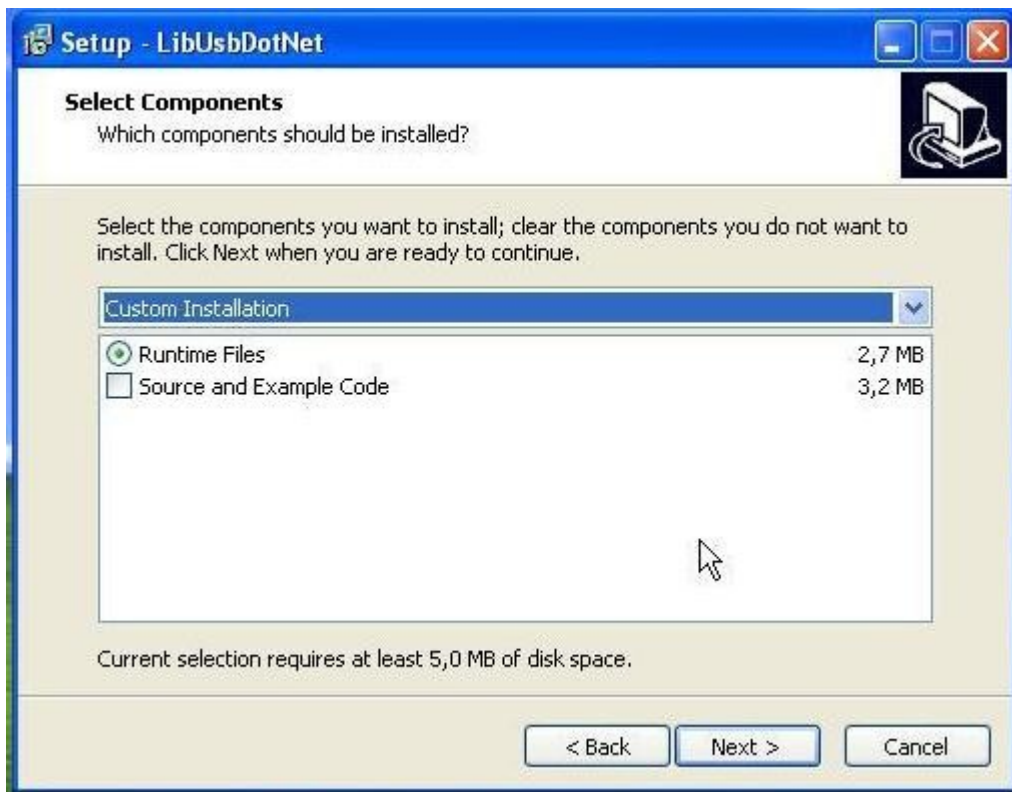 Setup - LibUsbDotNet
Select Components
Which components should be installed?
Select the components you want to install; clear the components you do not want to
install. Click Next when you are ready to continue.
Custom Installation
Runtime Files 2,7 MB
Source and Example Code 3,2 MB
Current selection requires at least 5,0 MB of disk space.
< Back Next > Cancel